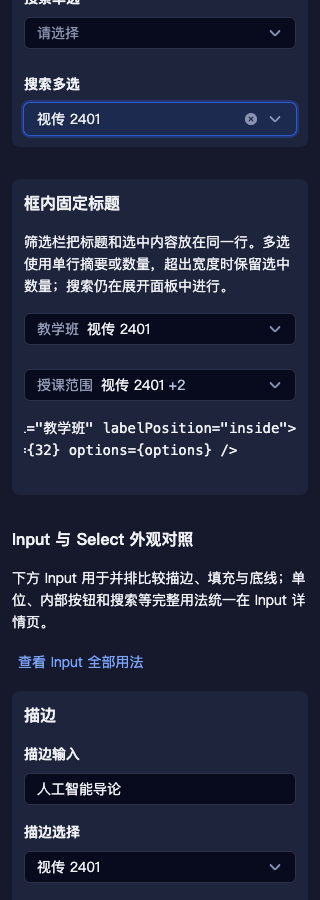 搜索单选
请选择
搜索多选
视传 2401
框内固定标题
筛选栏把标题和选中内容放在同一行。多选
使用单行摘要或数量，超出宽度时保留选中
数量；搜索仍在展开面板中进行。
教学班 视传 2401
授课范围 视传 2401 +2
.="教学班" labelPosition="inside">
={32} options={options} />
Input 与 Select 外观对照
下方 Input 用于并排比较描边、填充与底线；单
位、内部按钮和搜索等完整用法统一在 Input 详
情页。
查看 Input 全部用法
描边
描边输入
人工智能导论
描边选择
视传 2401